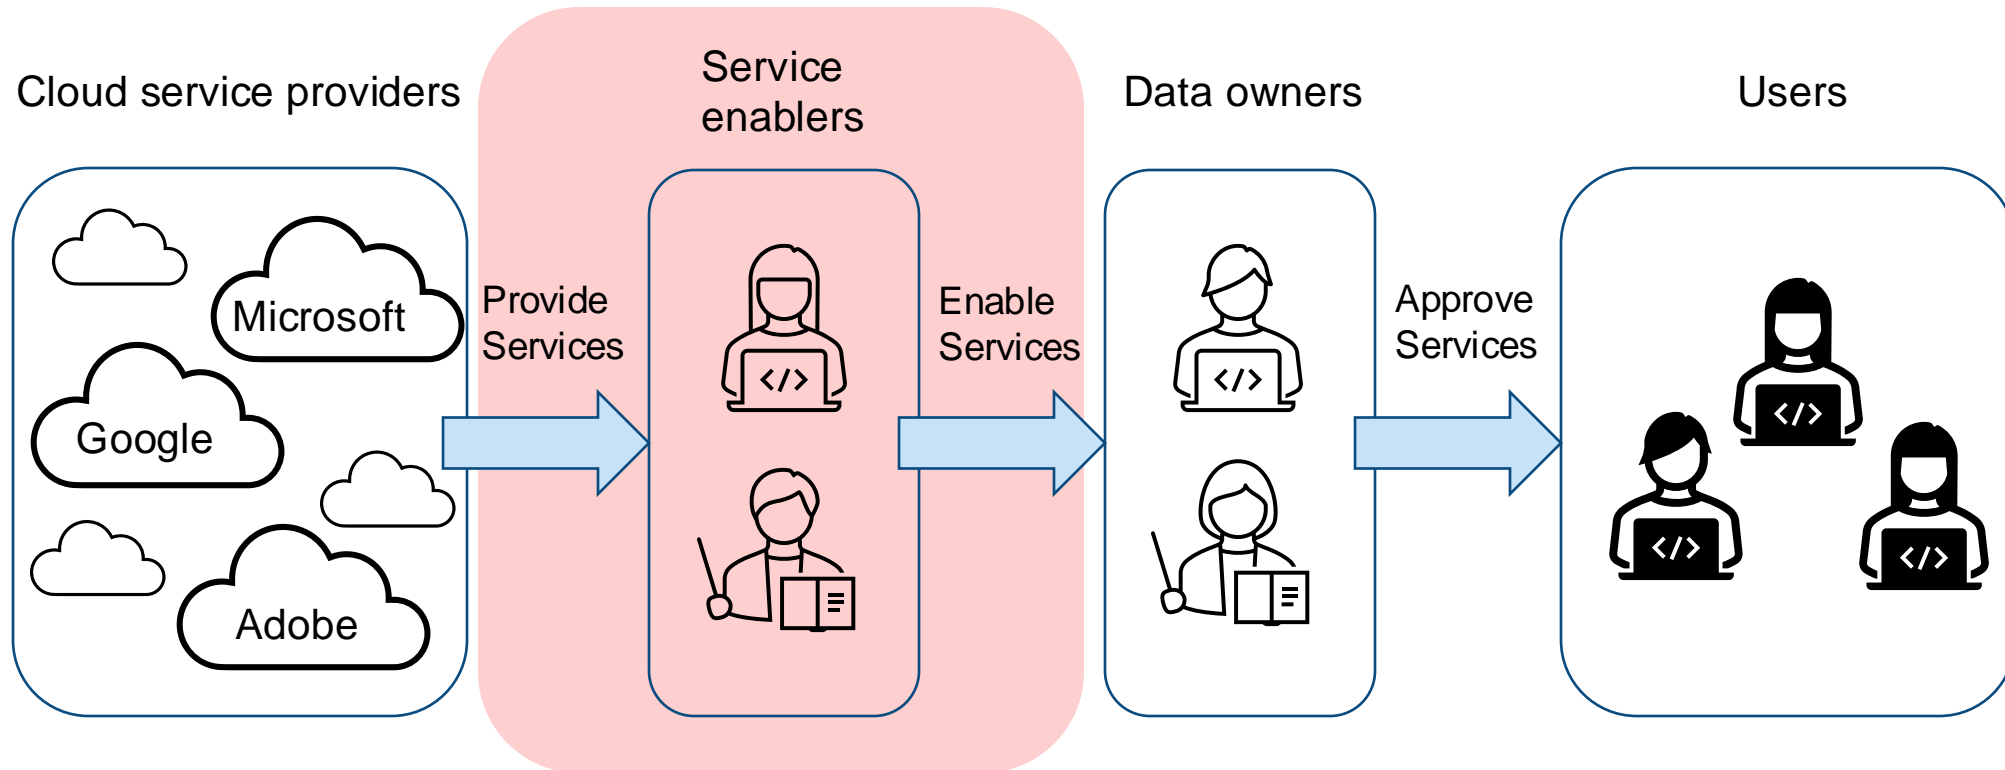 Cloud service providers
Service
enablers
Data owners
Users
Microsoft
Google
Adobe
Provide
Services
</>
Enable
Services
</>
Approve
Services
</>
</>
</>